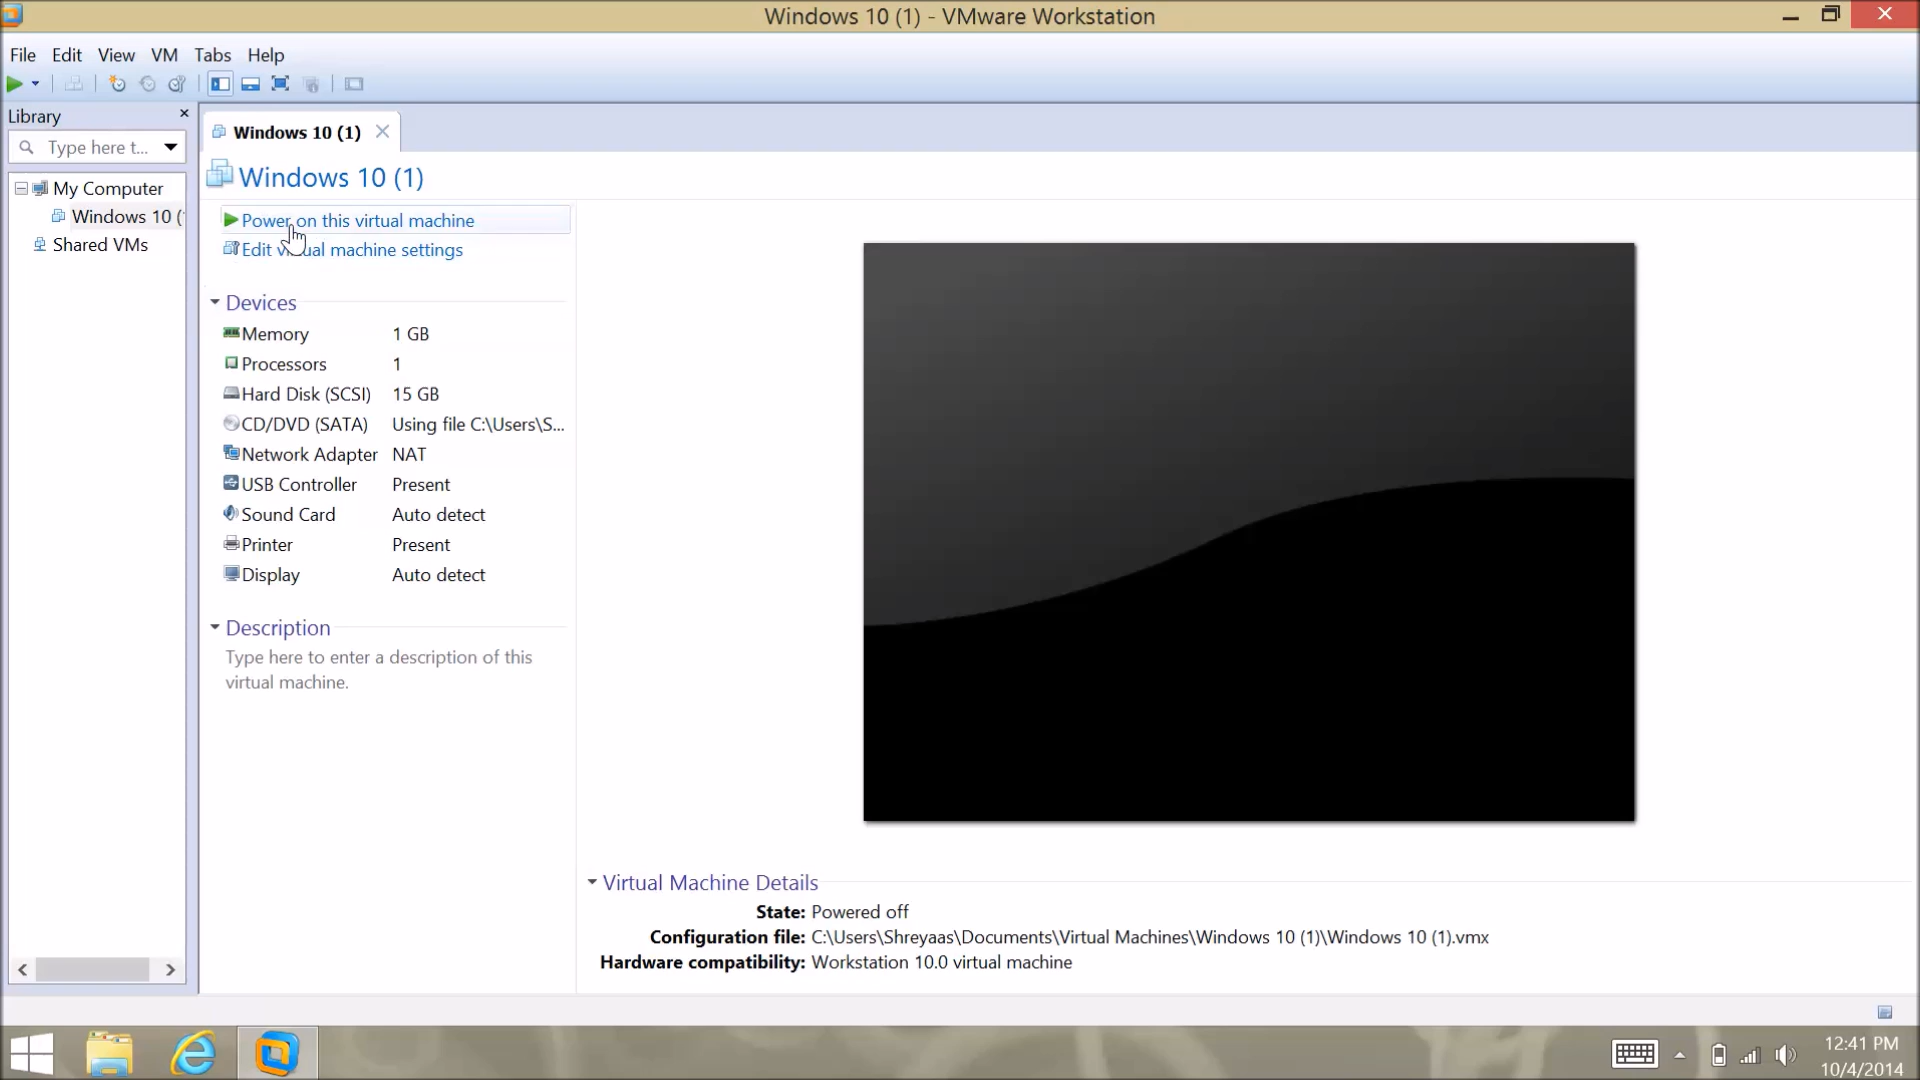 Windows 10 (1) - VMware Workstation
File Edit View VM Tabs Help
Library
Type here t...
My Computer
Windows 10 (
Shared VMs
Windows 10 (1)
Windows 10 (1)
Power on this virtual machine
Edit virtual machine settings
Devices
Memory 1 GB
Processors 1
Hard Disk (SCSI) 15 GB
CD/DVD (SATA) Using file C:\Users\S...
Network Adapter NAT
USB Controller Present
Sound Card Auto detect
Printer Present
Display Auto detect
Description
Type here to enter a description of this
virtual machine.
Virtual Machine Details
State: Powered off
Configuration file: C:\Users\Shreyaas\Documents\Virtual Machines\Windows 10 (1)\Windows 10 (1).vmx
Hardware compatibility: Workstation 10.0 virtual machine
12:41 PM
10/4/2014